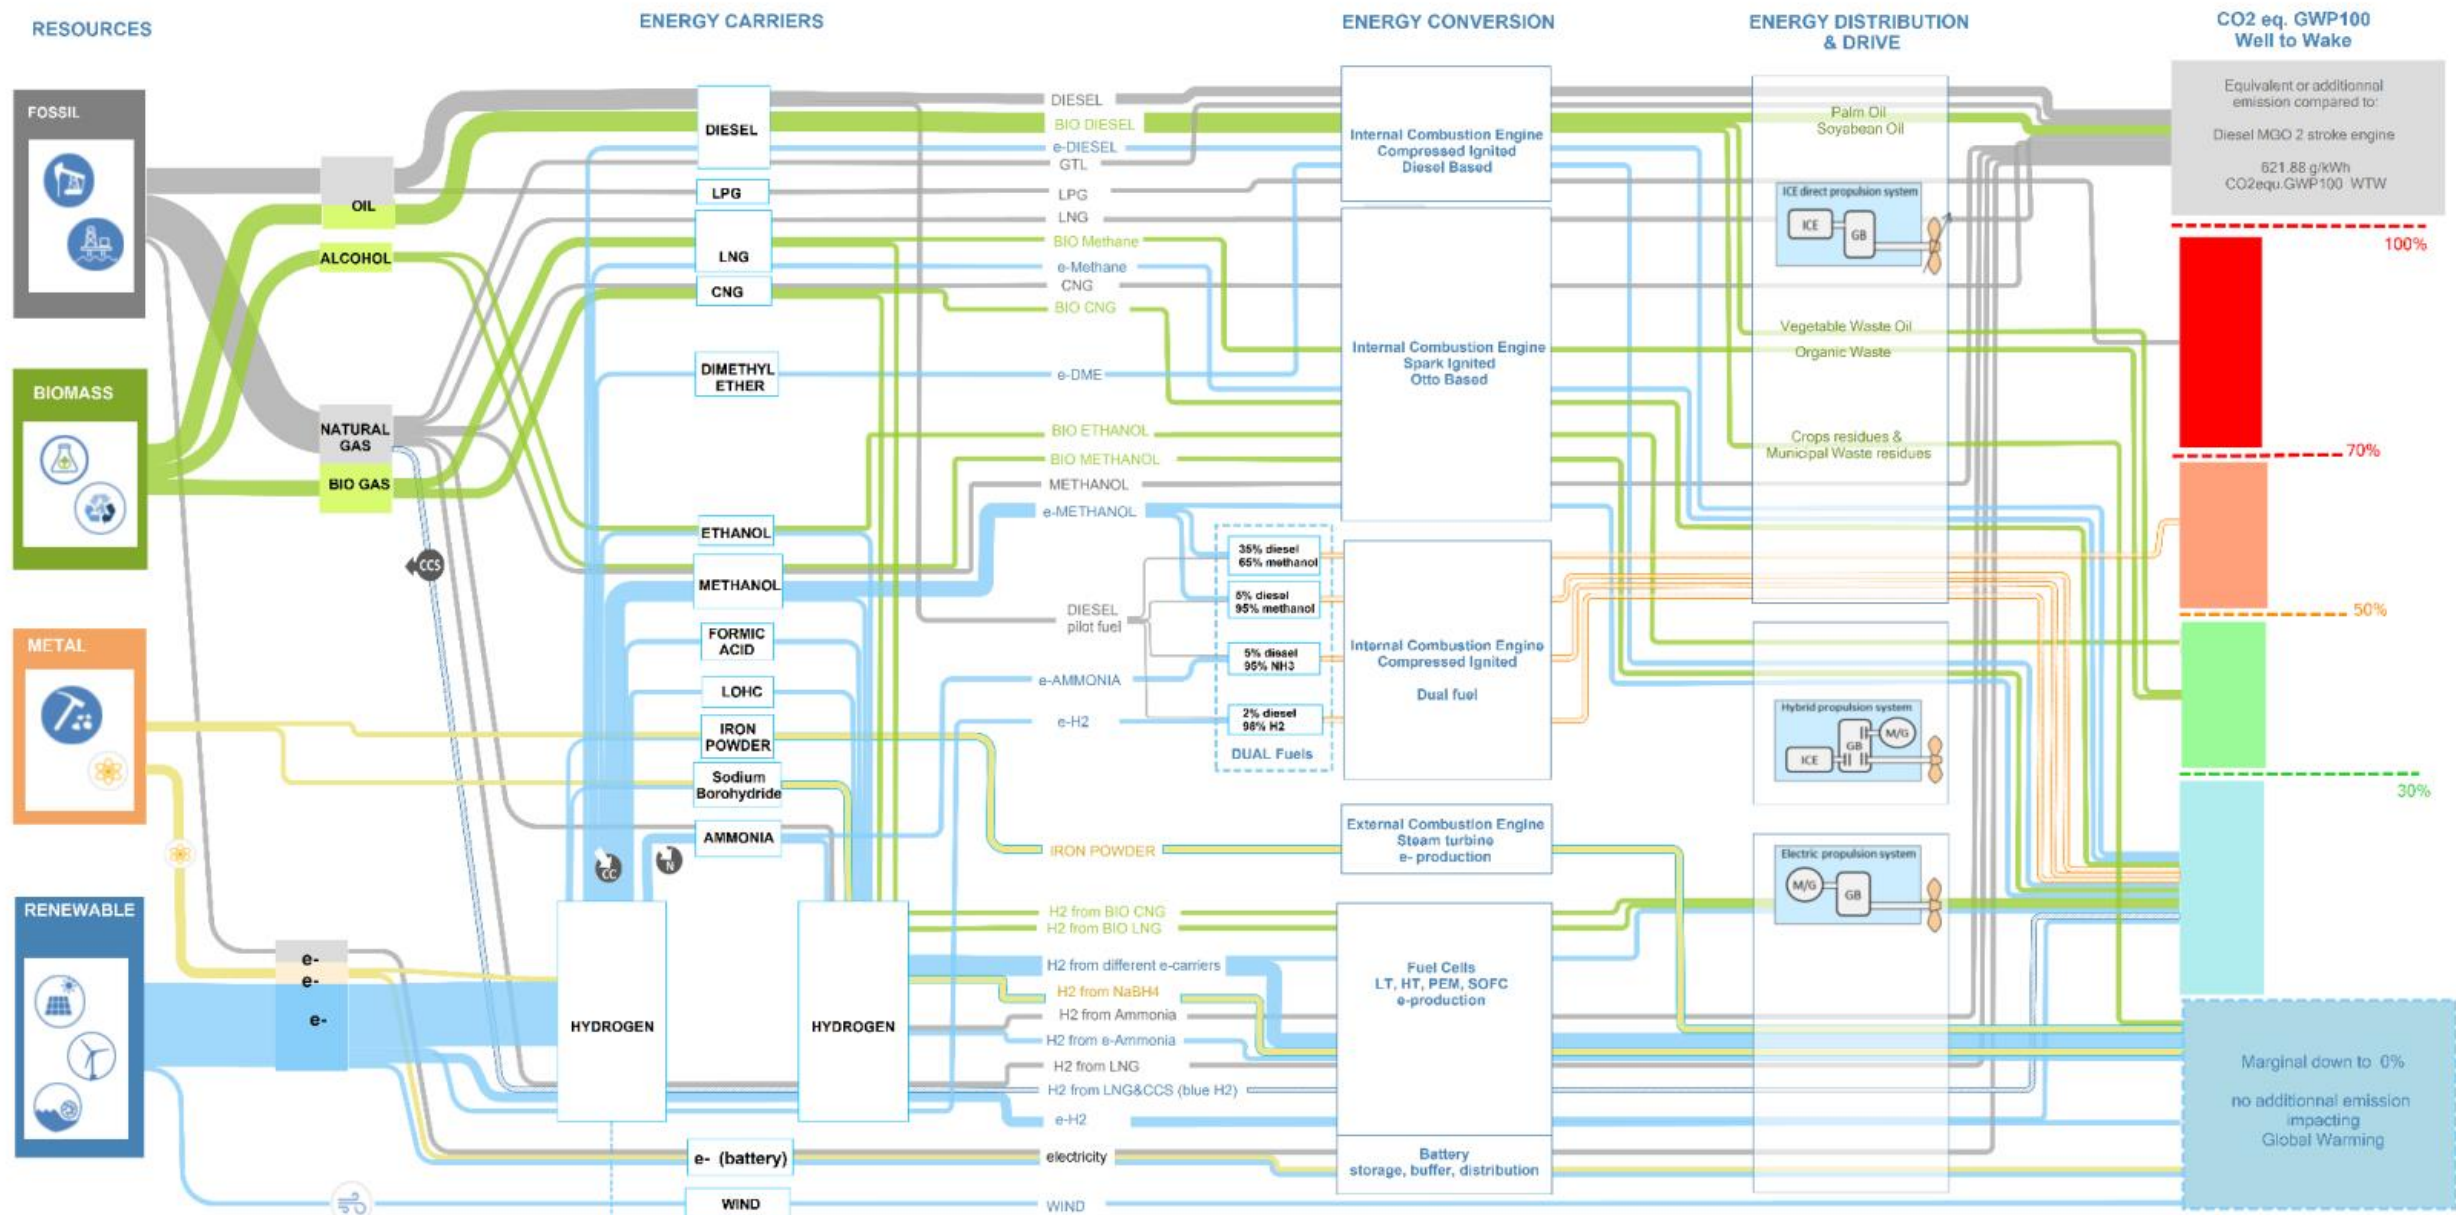 RESOURCES
ENERGY CARRIERS
ENERGY CONVERSION
ENERGY DISTRIBUTION
& DRIVE
CO2 eq. GWP100
Well to Wake
FOSSIL
BIOMASS
METAL
RENEWABLE
OIL
ALCOHOL
NATURAL
GAS
BIO GAS
CCS
e-
e-
e-
DIESEL
LPG
LNG
CNG
DIMETHYL
ETHER
ETHANOL
METHANOL
FORMIC
ACID
LOHC
IRON
POWDER
Sodium
Borohydride
AMMONIA
CC
N
HYDROGEN
HYDROGEN
e- (battery)
WIND
DIESEL
BIO DIESEL
e-DIESEL
GTL
LPG
LNG
BIO Methane
e-Methane
CNG
BIO CNG
e-DME
BIO ETHANOL
BIO METHANOL
METHANOL
e-METHANOL
DIESEL
pilot fuel
e-AMMONIA
e-H2
IRON POWDER
H2 from BIO CNG
H2 from BIO LNG
H2 from different e-carriers
H2 from NaBH4
H2 from Ammonia
H2 from e-Ammonia
H2 from LNG
H2 from LNG&CCS (blue H2)
e-H2
electricity
WIND
35% diesel
65% methanol
5% diesel
95% methanol
5% diesel
95% NH3
2% diesel
98% H2
DUAL Fuels
Internal Combustion Engine
Compressed Ignited
Diesel Based
Internal Combustion Engine
Spark Ignited
Otto Based
Internal Combustion Engine
Compressed Ignited
Dual fuel
External Combustion Engine
Steam turbine
e- production
Fuel Cells
LT, HT, PEM, SOFC
e-production
Battery
storage, buffer, distribution
Palm Oil
Soyabean Oil
ICE direct propulsion system
ICE
GB
Vegetable Waste Oil
Organic Waste
Crops residues &
Municipal Waste residues
Hybrid propulsion system
M/G
GB
ICE
Electric propulsion system
M/G
GB
Equivalent or additionnal
emission compared to:
Diesel MGO 2 stroke engine
621.88 g/kWh
CO2equ.GWP100 WTW
100%
70%
50%
30%
Marginal down to 0%
no additionnal emission
impacting
Global Warming